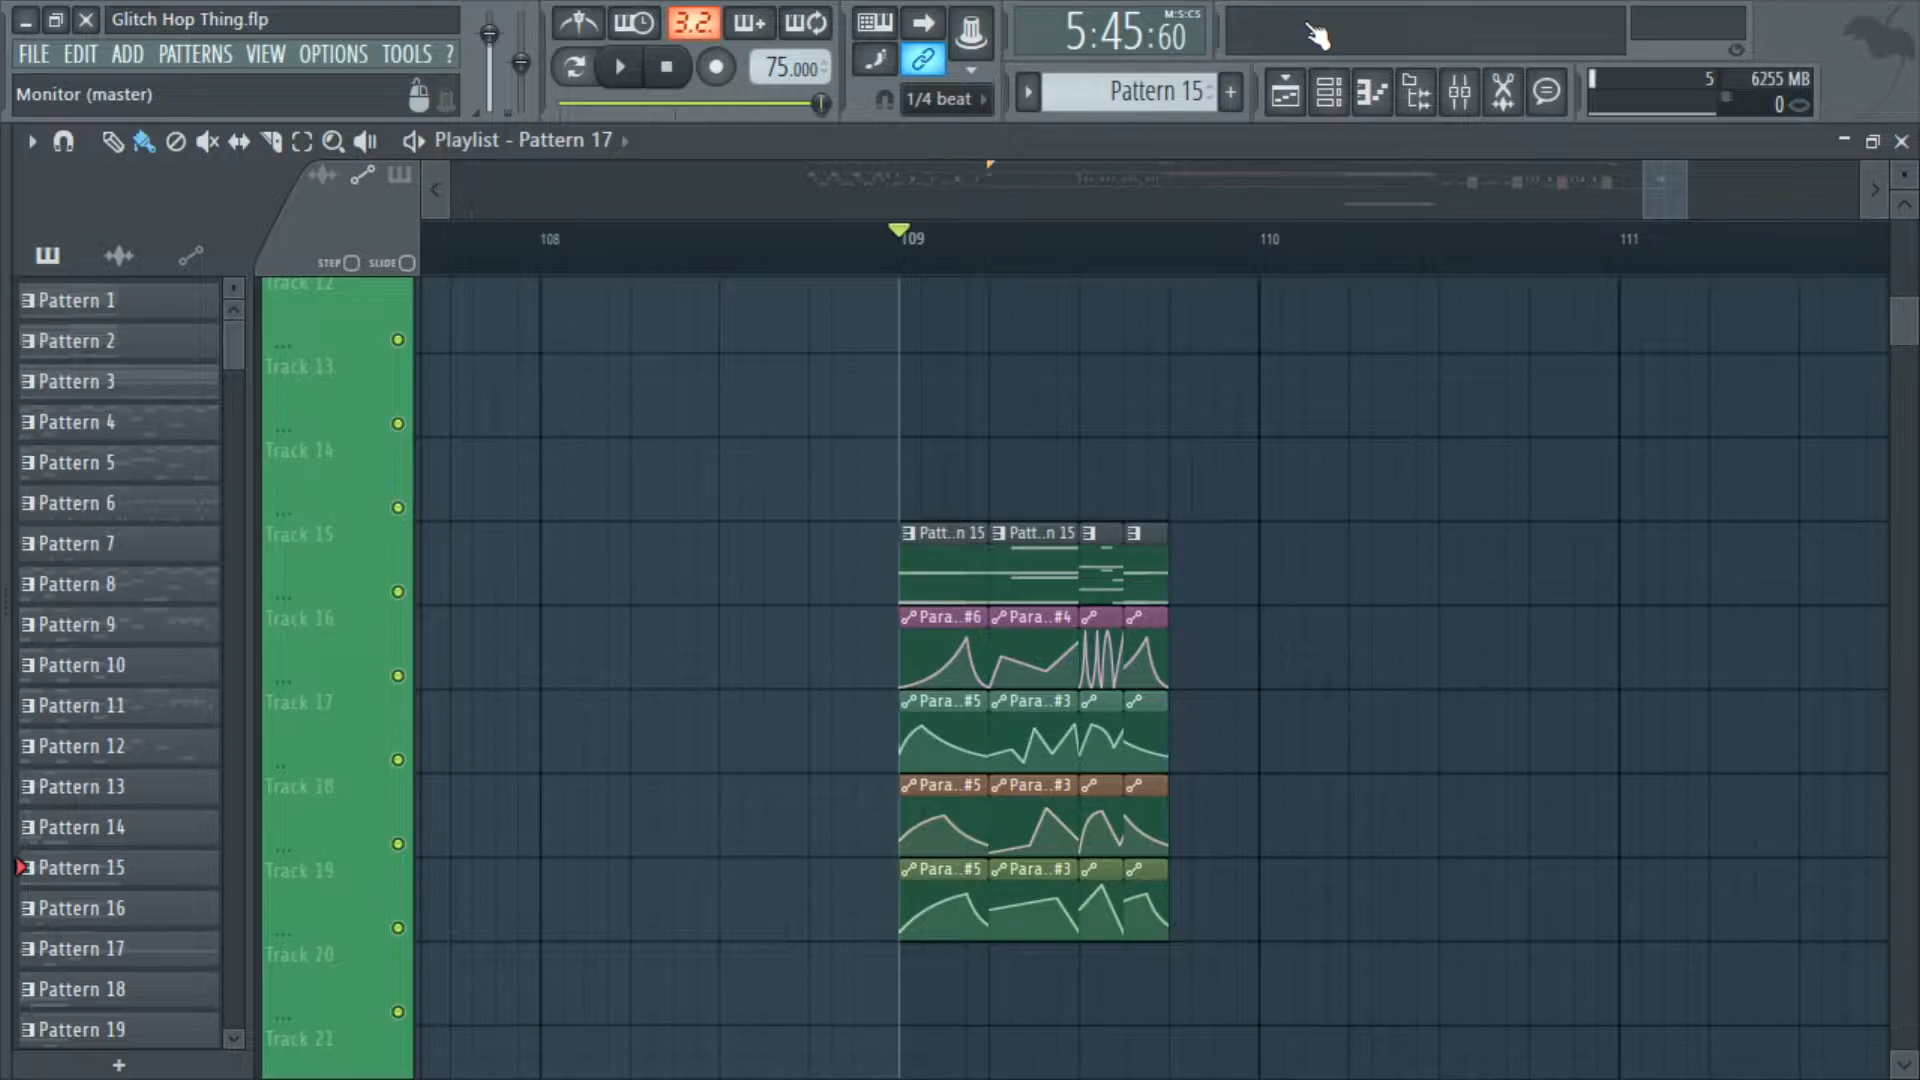 Glitch Hop Thing.flp
FILE EDIT ADD PATTERNS VIEW OPTIONS TOOLS ?
Monitor (master)
3.2.
75.000
1/4 beat
5:45:60
M:S:CS
Pattern 15
+
5
6255 MB
0
Playlist - Pattern 17
108
109
110
111
STEP
SLIDE
Pattern 1
Pattern 2
Pattern 3
Pattern 4
Pattern 5
Pattern 6
Pattern 7
Pattern 8
Pattern 9
Pattern 10
Pattern 11
Pattern 12
Pattern 13
Pattern 14
Pattern 15
Pattern 16
Pattern 17
Pattern 18
Pattern 19
+
Track 12
Track 13
Track 14
Track 15
Track 16
Track 17
Track 18
Track 19
Track 20
Track 21
Patt..n 15 Patt..n 15
Para..#6 Para..#4
Para..#5 Para..#3
Para..#5 Para..#3
Para..#5 Para..#3